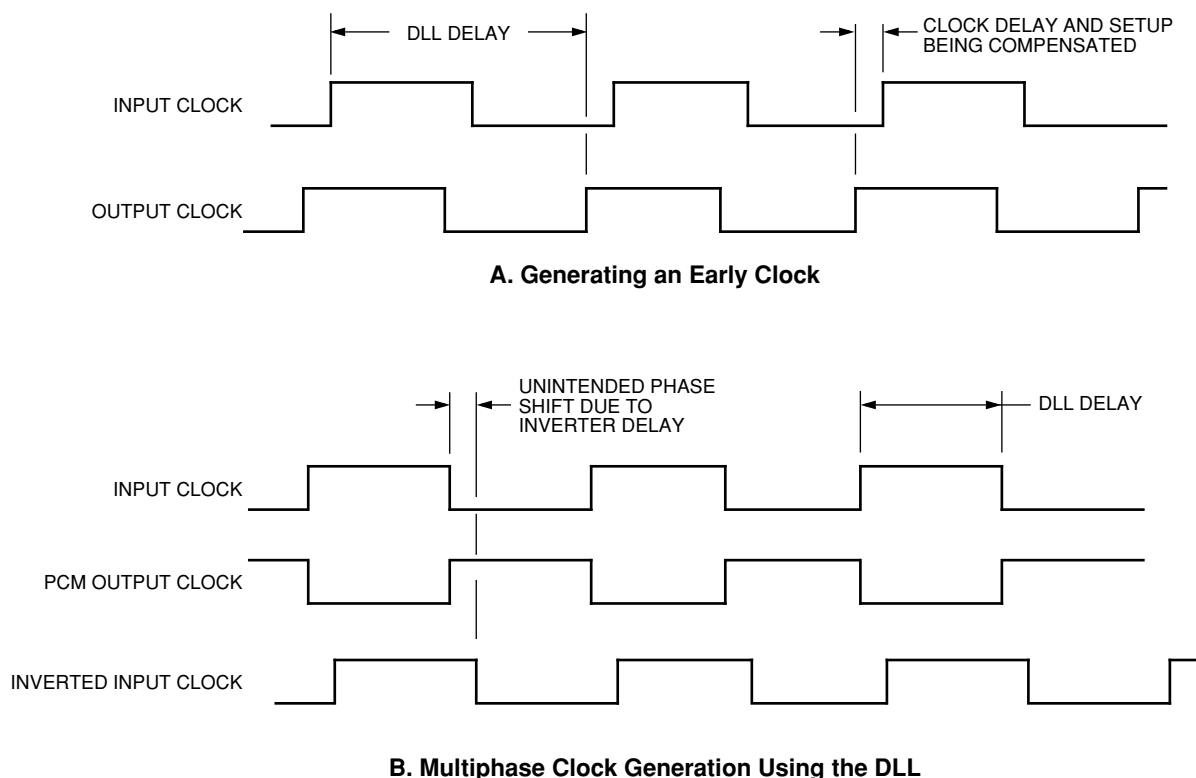 DLL DELAY
CLOCK DELAY AND SETUP
BEING COMPENSATED
INPUT CLOCK
OUTPUT CLOCK
A. Generating an Early Clock
UNINTENDED PHASE
SHIFT DUE TO
INVERTER DELAY
DLL DELAY
INPUT CLOCK
PCM OUTPUT CLOCK
INVERTED INPUT CLOCK
B. Multiphase Clock Generation Using the DLL